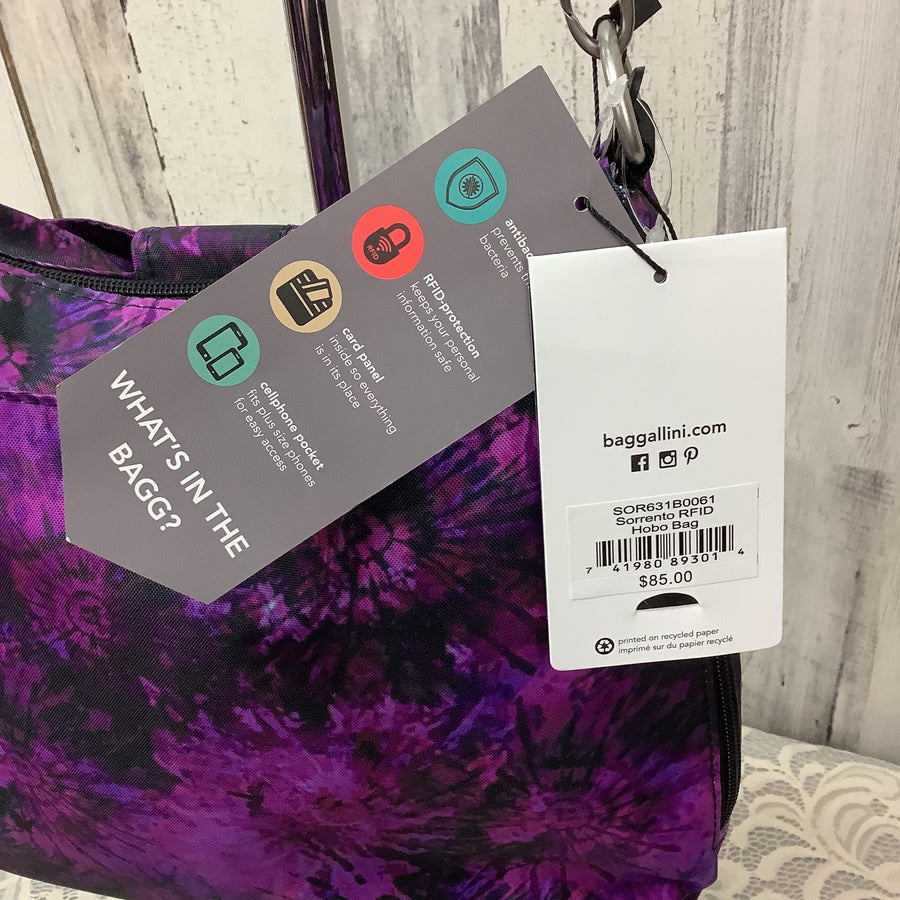 WHAT'S IN THE
BAGG?
cellphone pocket
fits plus size phones
for easy access
card panel
inside so everything
is in its place
RFID
RFID-protection
keeps your personal
information safe
prevents
bacteria
baggallini.com
SOR631B0061
Sorrento RFID
Hobo Bag
7 41980 89301 4
$85.00
printed on recycled paper
imprimé sur du papier recyclé